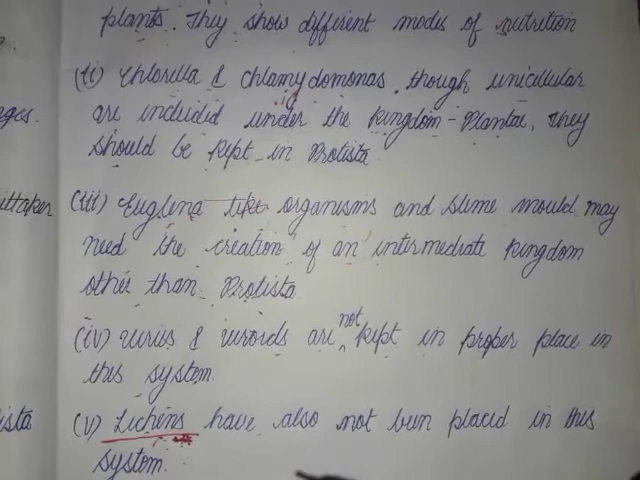 plants. They show different modes of nutrition
(ii) Chlorella & chlamydomonas, though unicellular
ages. are included under the kingdom - Plantae, They
should be kept in Protista
ittaker (iii) Euglena like organisms and slime mould may
need the creation of an intermediate kingdom
other than Protista
(iv) virus & viroids are not kept in proper place in
this system.
ista (v) Lichens have also not been placed in this
system.